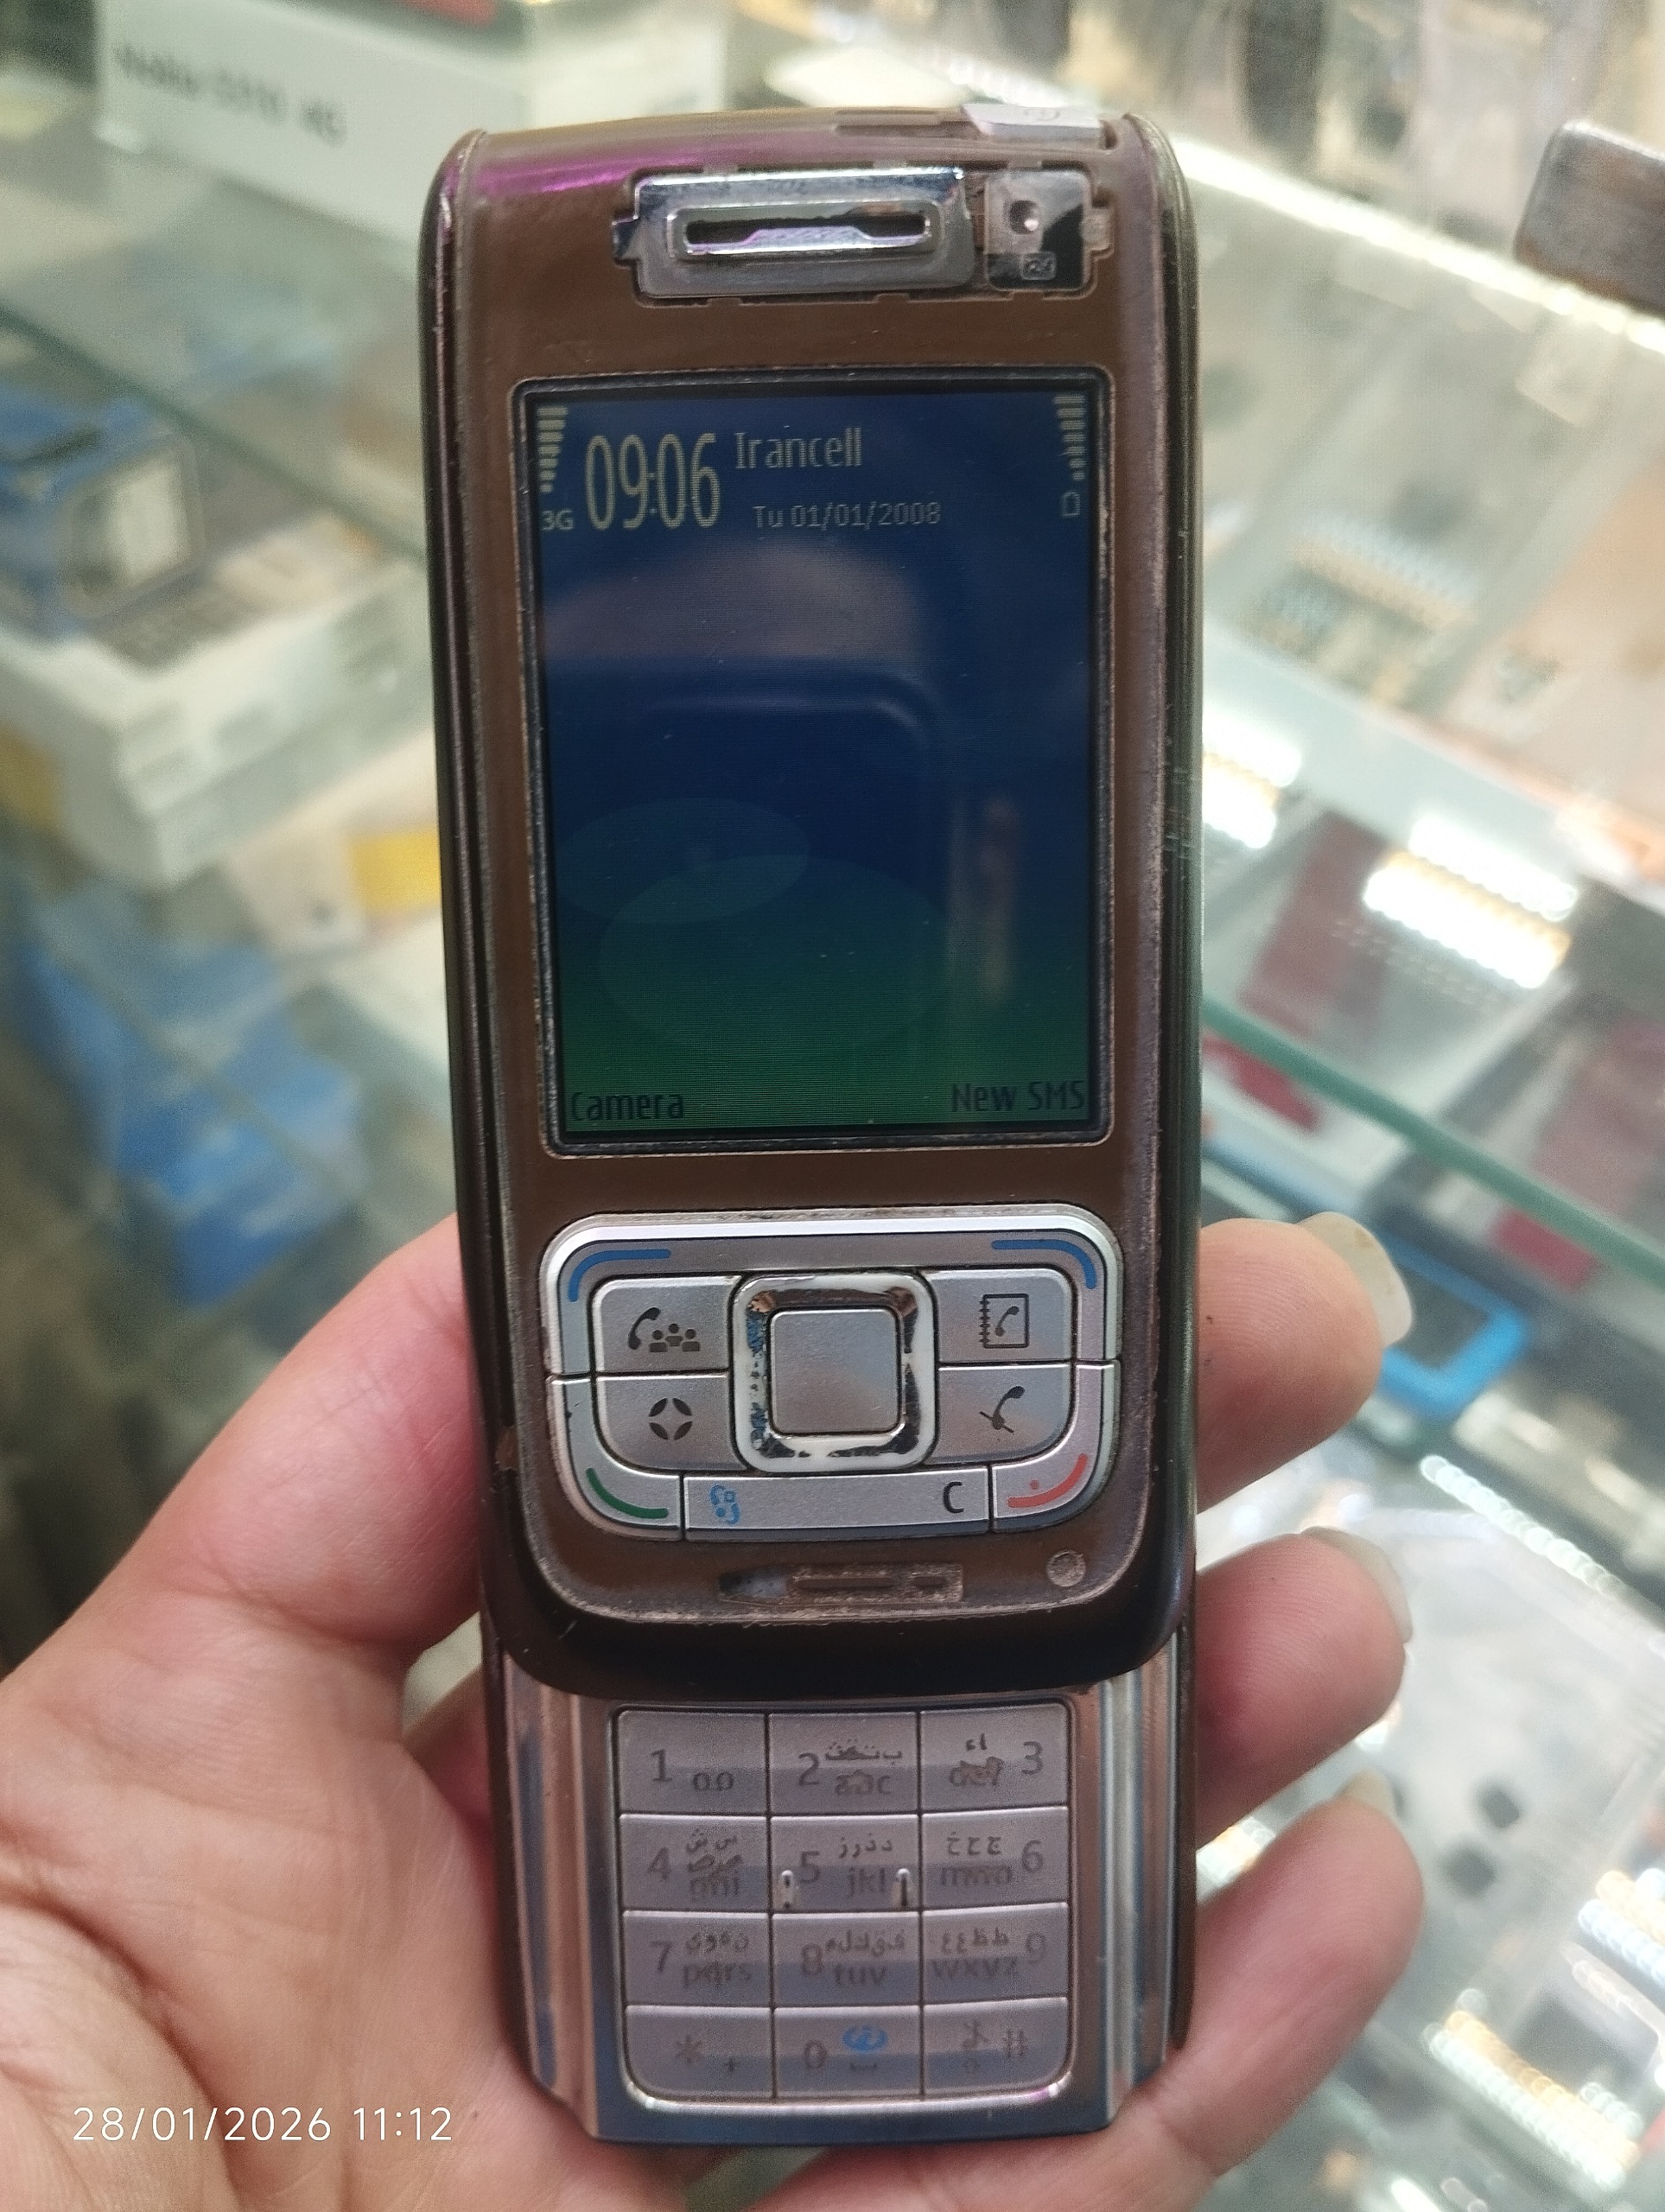 09:06
Irancell
3G
Tu 01/01/2008
Camera
New SMS
C
1
2
ب ت ث
abc
3
ء ا
def
4
س ش
ص ض
ghi
5
د ذ ر ز
jkl
6
ج ح خ
mno
7
ن ه و ی
pqrs
8
ف ق ک ل م
tuv
9
ط ظ ع غ
wxyz
* +
0
#
28/01/2026 11:12